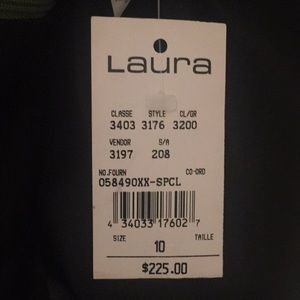 Laura
CLASSE STYLE CL/GR
3403 3176 3200
VENDOR S/A
3197 208
NO.FOURN CO-ORD
058490XX-SPCL
4 34033 17602 7
SIZE 10 TAILLE
$225.00